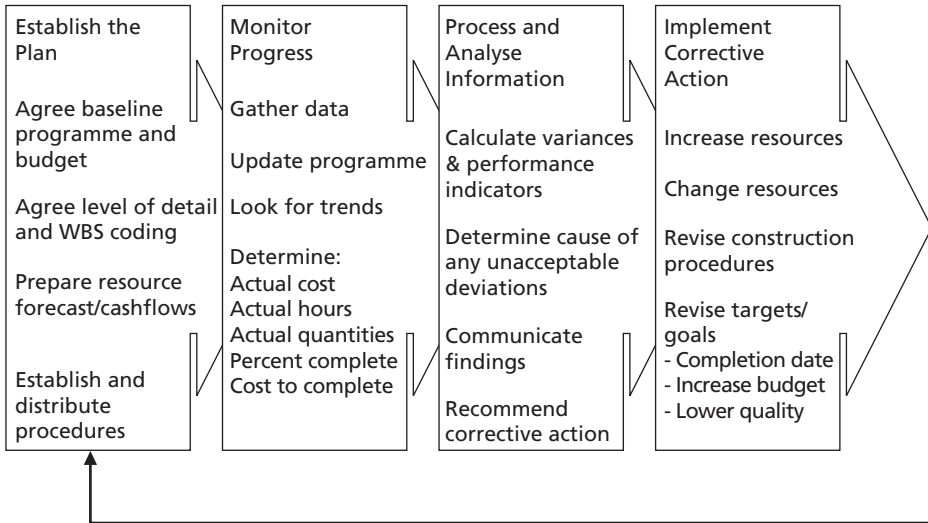 Establish the
Plan
Agree baseline
programme and
budget
Agree level of detail
and WBS coding
Prepare resource
forecast/cashflows
Establish and
distribute
procedures
Monitor
Progress
Gather data
Update programme
Look for trends
Determine:
Actual cost
Actual hours
Actual quantities
Percent complete
Cost to complete
Process and
Analyse
Information
Calculate variances
& performance
indicators
Determine cause of
any unacceptable
deviations
Communicate
findings
Recommend
corrective action
Implement
Corrective
Action
Increase resources
Change resources
Revise construction
procedures
Revise targets/
goals
- Completion date
- Increase budget
- Lower quality